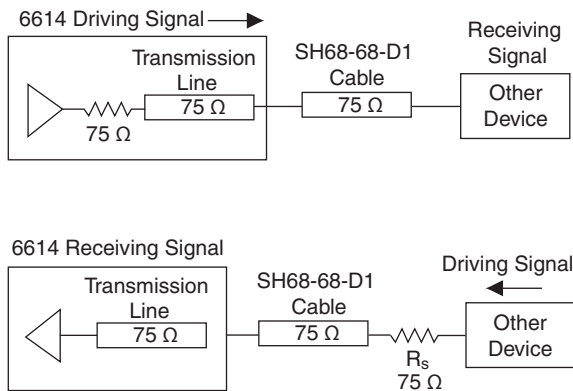 6614 Driving Signal
Transmission
Line
75 Ω
75 Ω
SH68-68-D1
Cable
75 Ω
Receiving
Signal
Other
Device
6614 Receiving Signal
Transmission
Line
75 Ω
SH68-68-D1
Cable
75 Ω
Rs
75 Ω
Driving Signal
Other
Device